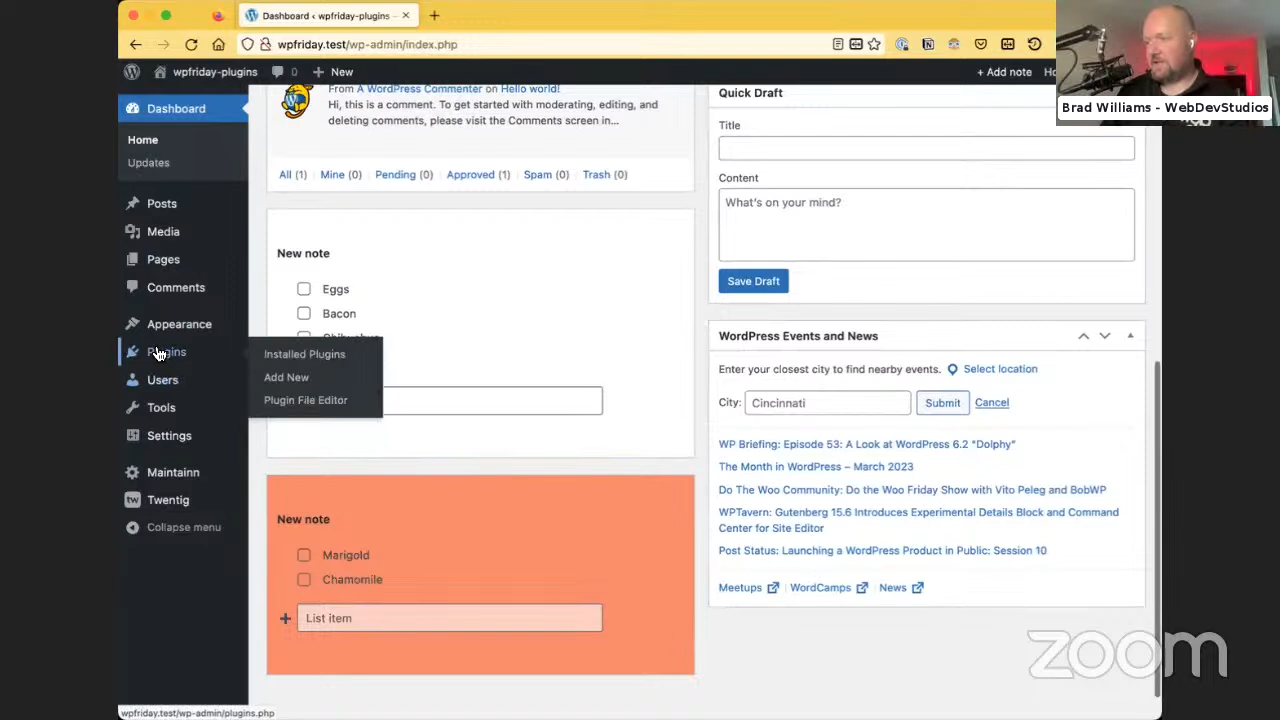 Dashboard ‹ wpfriday-plugins –
wpfriday.test/wp-admin/index.php
wpfriday-plugins
0
New
+ Add note
Brad Williams - WebDevStudios
Dashboard
Home
Updates
Posts
Media
Pages
Comments
Appearance
Plugins
Users
Tools
Settings
Maintainn
tw
Twentig
Collapse menu
Installed Plugins
Add New
Plugin File Editor
From A WordPress Commenter on Hello world!
Hi, this is a comment. To get started with moderating, editing, and
deleting comments, please visit the Comments screen in…
All (1)
Mine (0)
Pending (0)
Approved (1)
Spam (0)
Trash (0)
New note
Eggs
Bacon
New note
Marigold
Chamomile
List item
Quick Draft
Title
Content
What's on your mind?
Save Draft
WordPress Events and News
Enter your closest city to find nearby events.
Select location
City:
Cincinnati
Submit
Cancel
WP Briefing: Episode 53: A Look at WordPress 6.2 "Dolphy"
The Month in WordPress – March 2023
Do The Woo Community: Do the Woo Friday Show with Vito Peleg and BobWP
WPTavern: Gutenberg 15.6 Introduces Experimental Details Block and Command
Center for Site Editor
Post Status: Launching a WordPress Product in Public: Session 10
Meetups
WordCamps
News
zoom
wpfriday.test/wp-admin/plugins.php